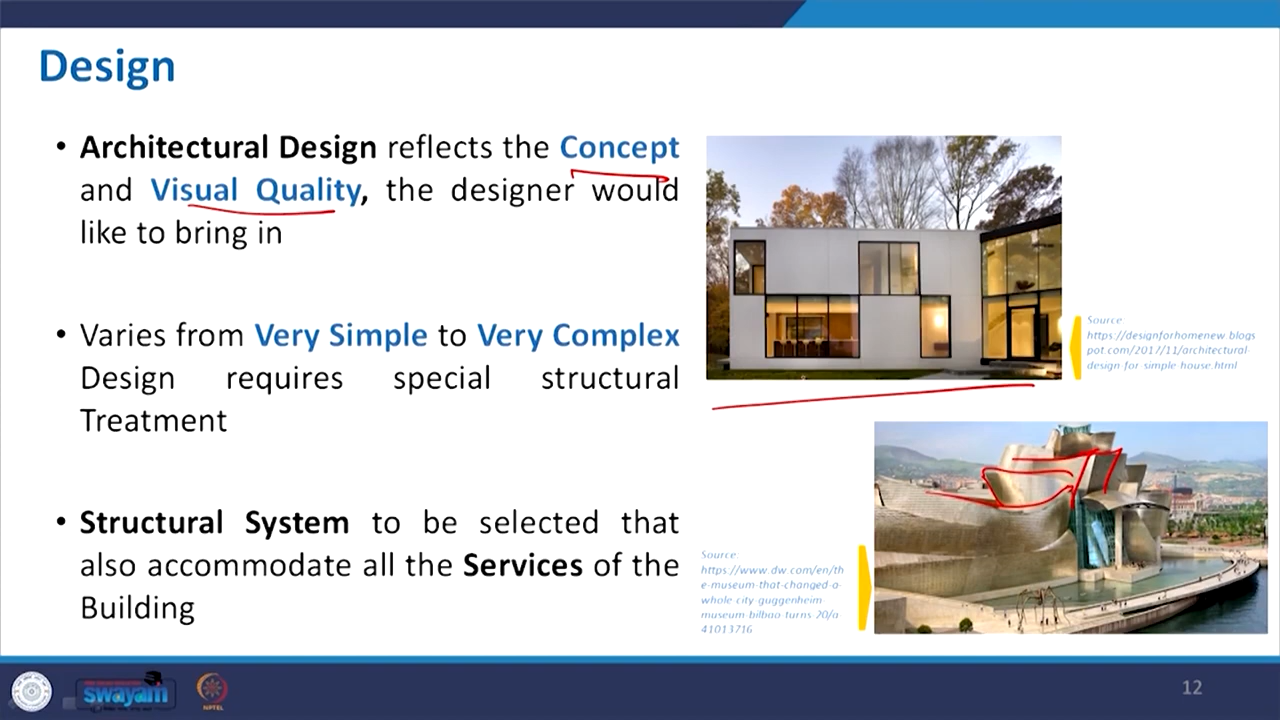 Design
• Architectural Design reflects the Concept
and Visual Quality, the designer would
like to bring in
• Varies from Very Simple to Very Complex
Design requires special structural
Treatment
• Structural System to be selected that
also accommodate all the Services of the
Building
Source:
https://designforhomenew.blogs
pot.com/2017/11/architectural-
design-for-simple-house.html
Source:
https://www.dw.com/en/th
e-museum-that-changed-a-
whole-city-guggenheim-
museum-bilbao-turns-20/a-
41013716
swayam
NPTEL
12